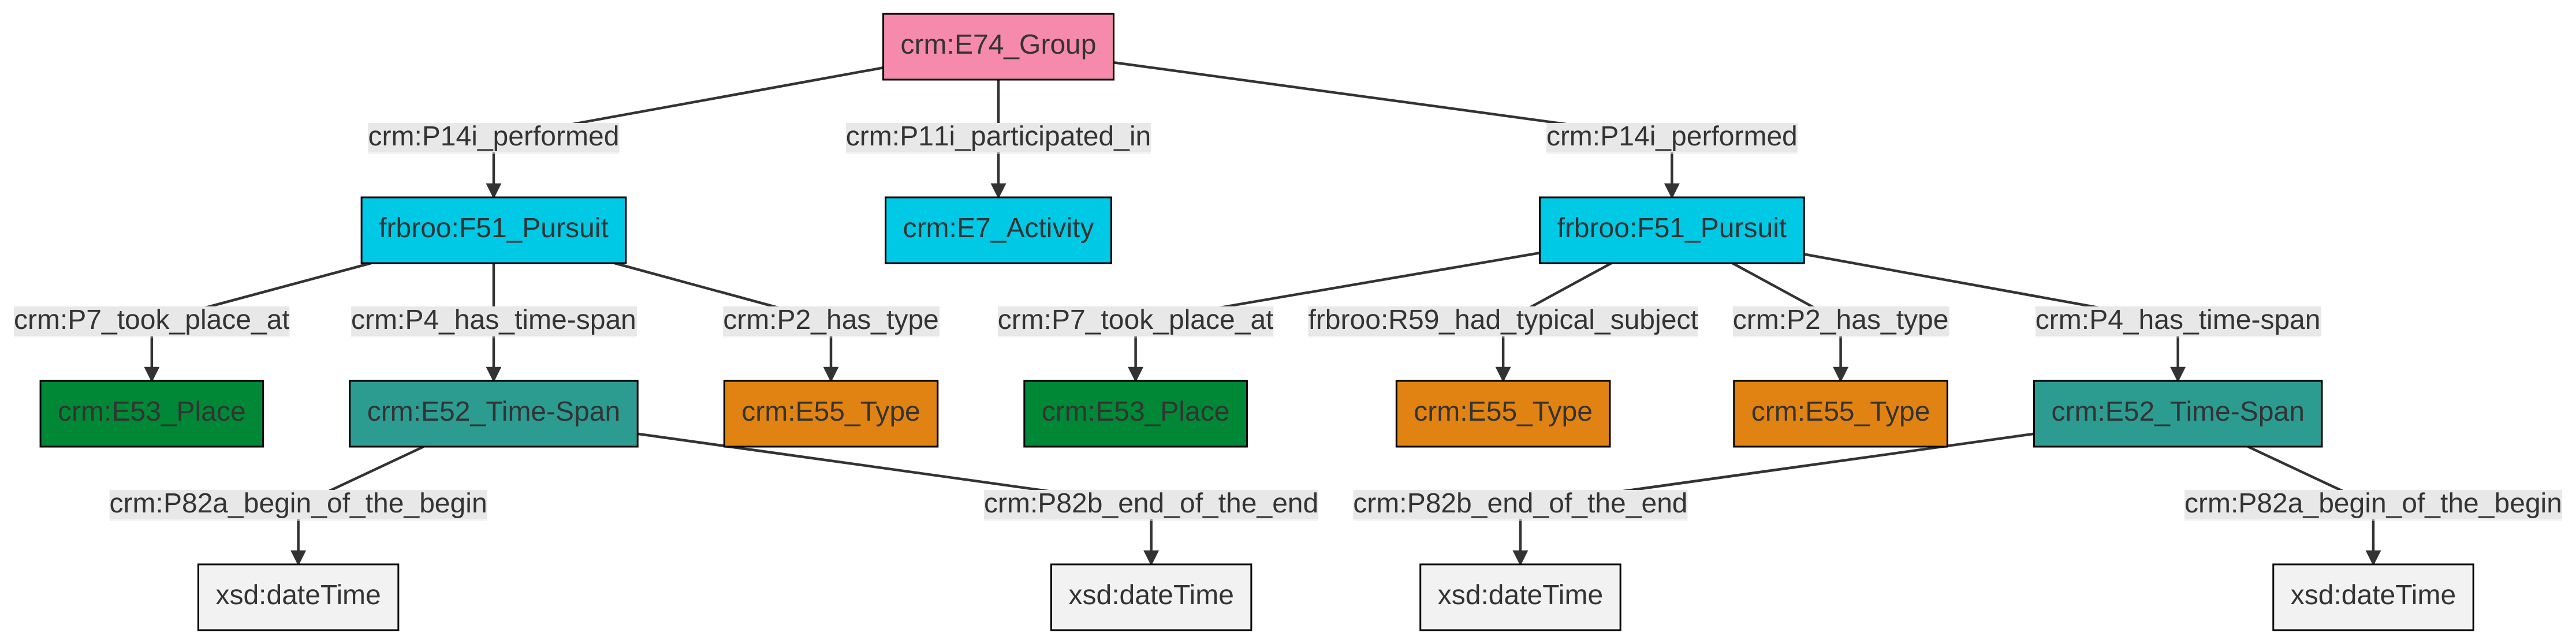 crm:E74_Group
crm:P14i_performed
crm:P11i_participated_in
crm:P14i_performed
frbroo:F51_Pursuit
crm:E7_Activity
frbroo:F51_Pursuit
crm:P7_took_place_at
crm:P4_has_time-span
crm:P2_has_type
crm:P7_took_place_at
frbroo:R59_had_typical_subject
crm:P2_has_type
crm:P4_has_time-span
crm:E53_Place
crm:E52_Time-Span
crm:E55_Type
crm:E53_Place
crm:E55_Type
crm:E55_Type
crm:E52_Time-Span
crm:P82a_begin_of_the_begin
crm:P82b_end_of_the_end
crm:P82b_end_of_the_end
crm:P82a_begin_of_the_begin
xsd:dateTime
xsd:dateTime
xsd:dateTime
xsd:dateTime